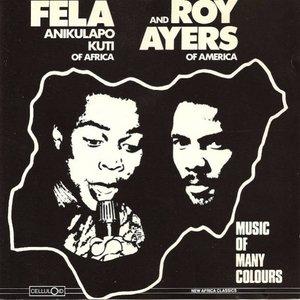 FELA
ANIKULAPO
KUTI
OF AFRICA
AND ROY
AYERS
OF AMERICA
MUSIC
OF
MANY
COLOURS
CELLULOID
NEW AFRICA CLASSICS